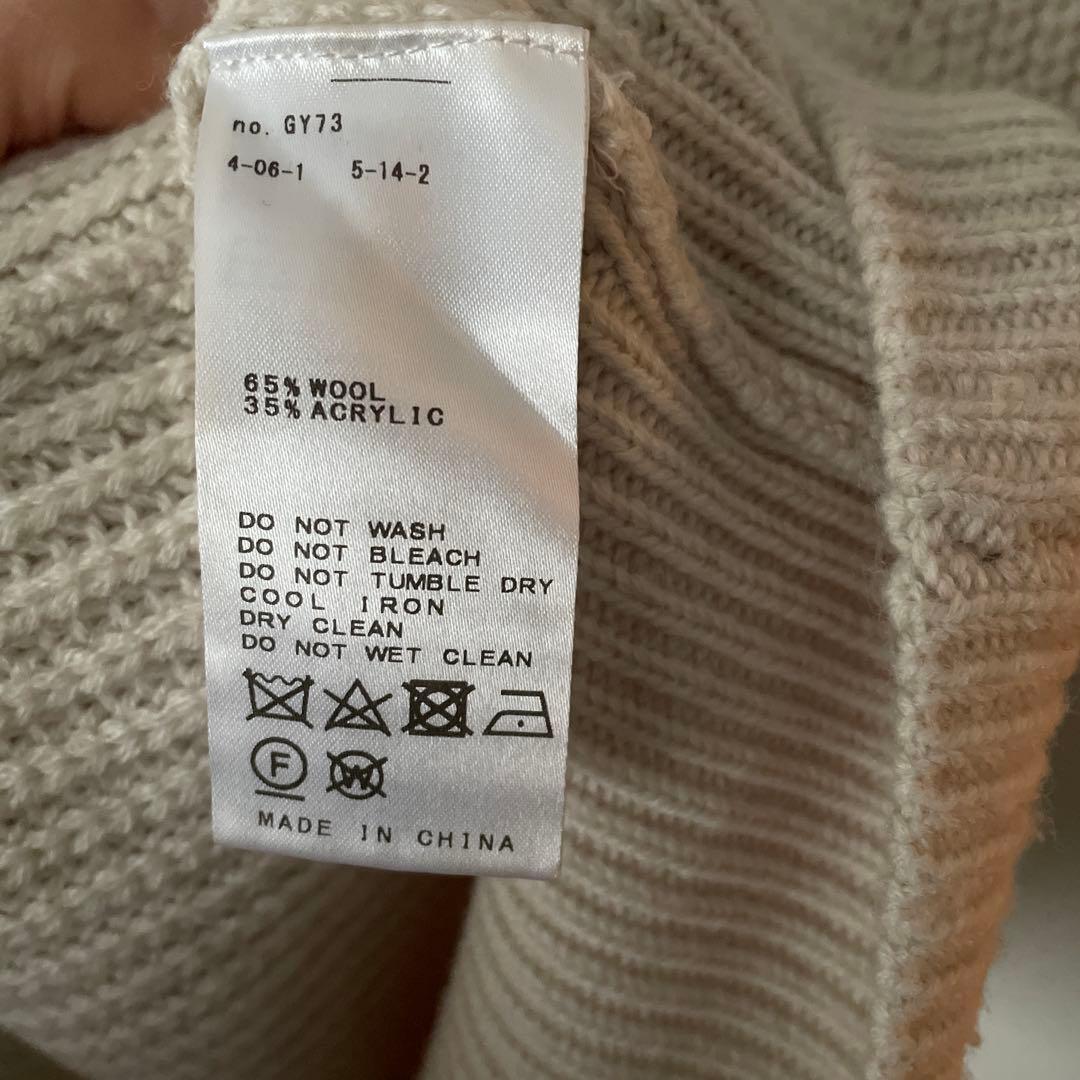 no. GY73
4-06-1 5-14-2
65% WOOL
35% ACRYLIC
DO NOT WASH
DO NOT BLEACH
DO NOT TUMBLE DRY
COOL IRON
DRY CLEAN
DO NOT WET CLEAN
F W
MADE IN CHINA